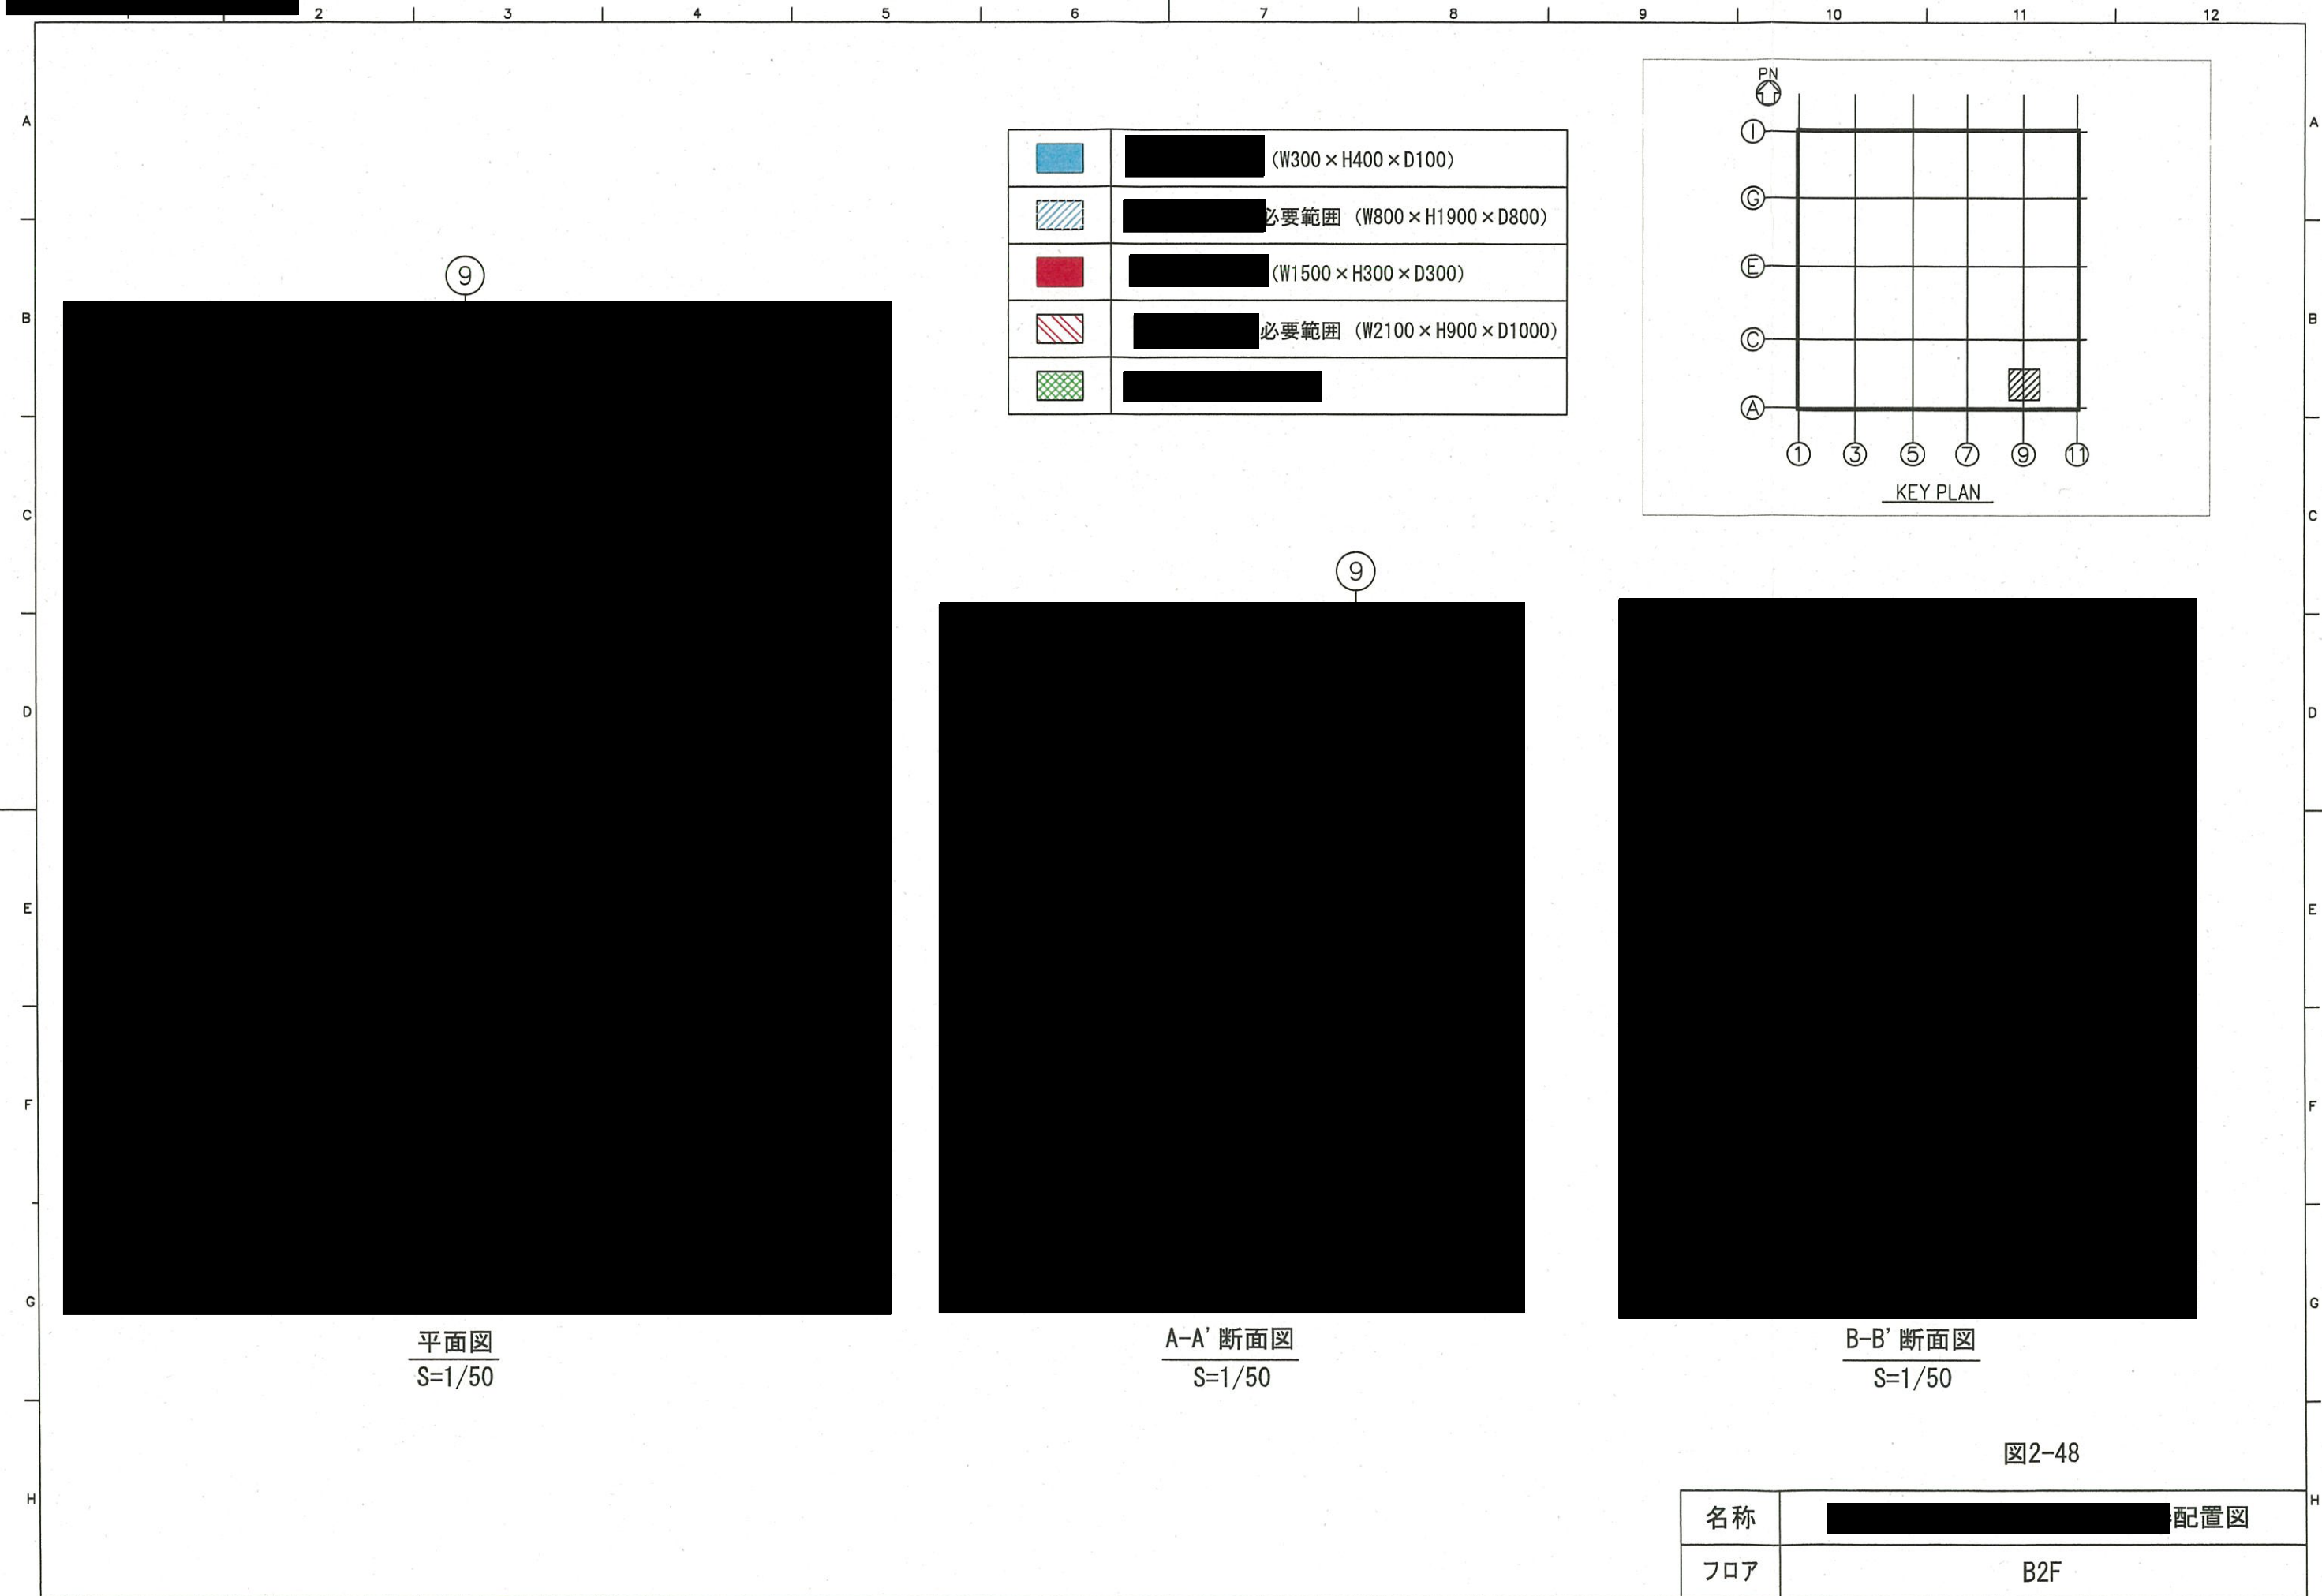 2 3 4 5 6 7 8 9 10 11 12
A
B
C
D
E
F
G
H
A
B
C
D
E
F
G
H
(W300×H400×D100)
必要範囲 (W800×H1900×D800)
(W1500×H300×D300)
必要範囲 (W2100×H900×D1000)
PN
I
G
E
C
A
1 3 5 7 9 11
KEY PLAN
9
9
平面図
S=1/50
A-A' 断面図
S=1/50
B-B' 断面図
S=1/50
図2-48
名称 配置図
フロア B2F